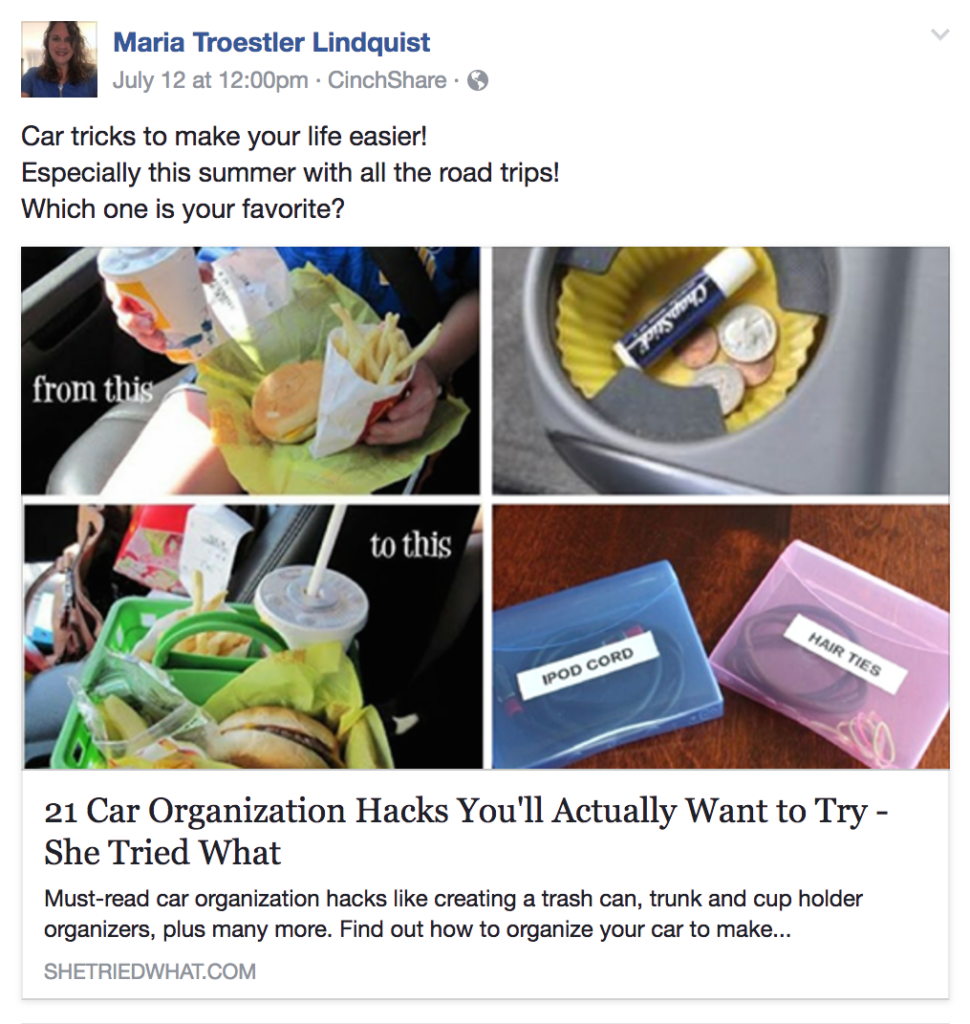 Maria Troestler Lindquist
July 12 at 12:00pm · CinchShare ·
Car tricks to make your life easier!
Especially this summer with all the road trips!
Which one is your favorite?
from this
ChapStick
to this
IPOD CORD
HAIR TIES
21 Car Organization Hacks You'll Actually Want to Try -
She Tried What
Must-read car organization hacks like creating a trash can, trunk and cup holder
organizers, plus many more. Find out how to organize your car to make...
SHETRIEDWHAT.COM